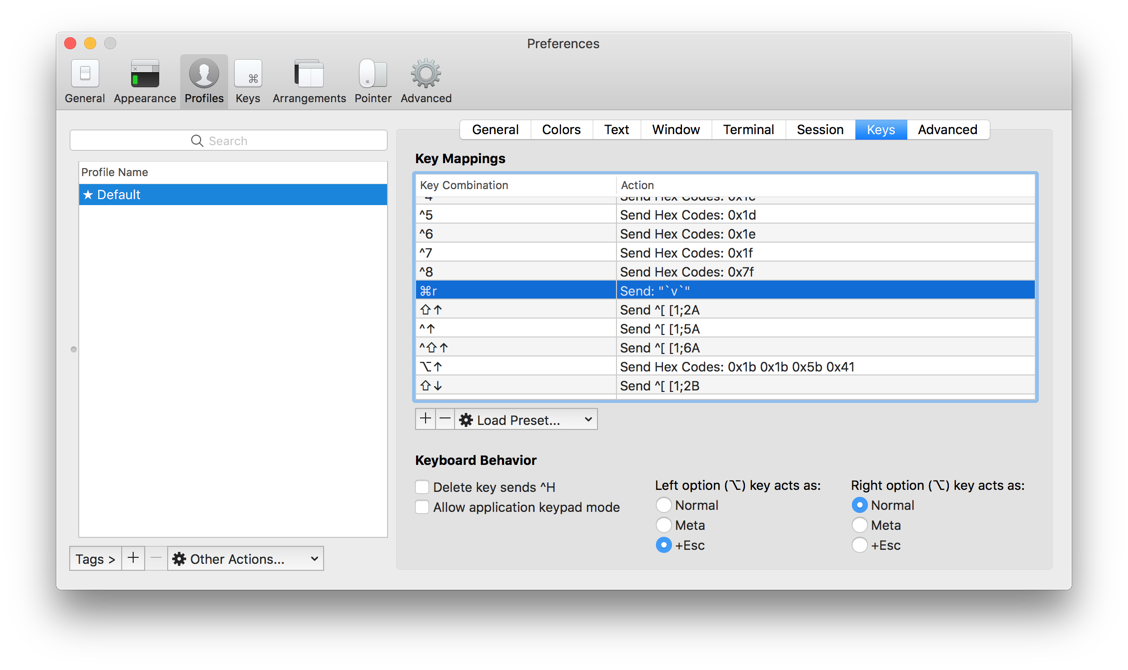 Preferences
General Appearance Profiles Keys Arrangements Pointer Advanced
Search
Profile Name
★ Default
Tags > + − Other Actions...
General Colors Text Window Terminal Session Keys Advanced
Key Mappings
Key Combination Action
^4 Send Hex Codes: 0x1c
^5 Send Hex Codes: 0x1d
^6 Send Hex Codes: 0x1e
^7 Send Hex Codes: 0x1f
^8 Send Hex Codes: 0x7f
⌘r Send: "`v`"
⇧↑ Send ^[ [1;2A
^↑ Send ^[ [1;5A
^⇧↑ Send ^[ [1;6A
⌥↑ Send Hex Codes: 0x1b 0x1b 0x5b 0x41
⇧↓ Send ^[ [1;2B
+ − Load Preset...
Keyboard Behavior
Delete key sends ^H
Allow application keypad mode
Left option (⌥) key acts as:
Normal
Meta
+Esc
Right option (⌥) key acts as:
Normal
Meta
+Esc